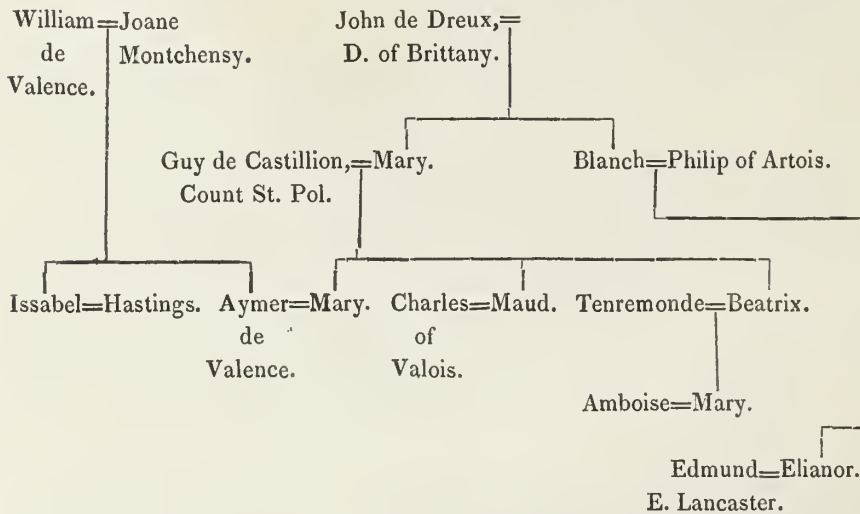 William=Joane John de Dreux,=
de Montchensy. D. of Brittany.
Valence.
Guy de Castillion,=Mary. Blanch=Philip of Artois.
Count St. Pol.
Issabel=Hastings. Aymer=Mary. Charles=Maud. Tenremonde=Beatrix.
de of
Valence. Valois.
Amboise=Mary.
Edmund=Elianor.
E. Lancaster.